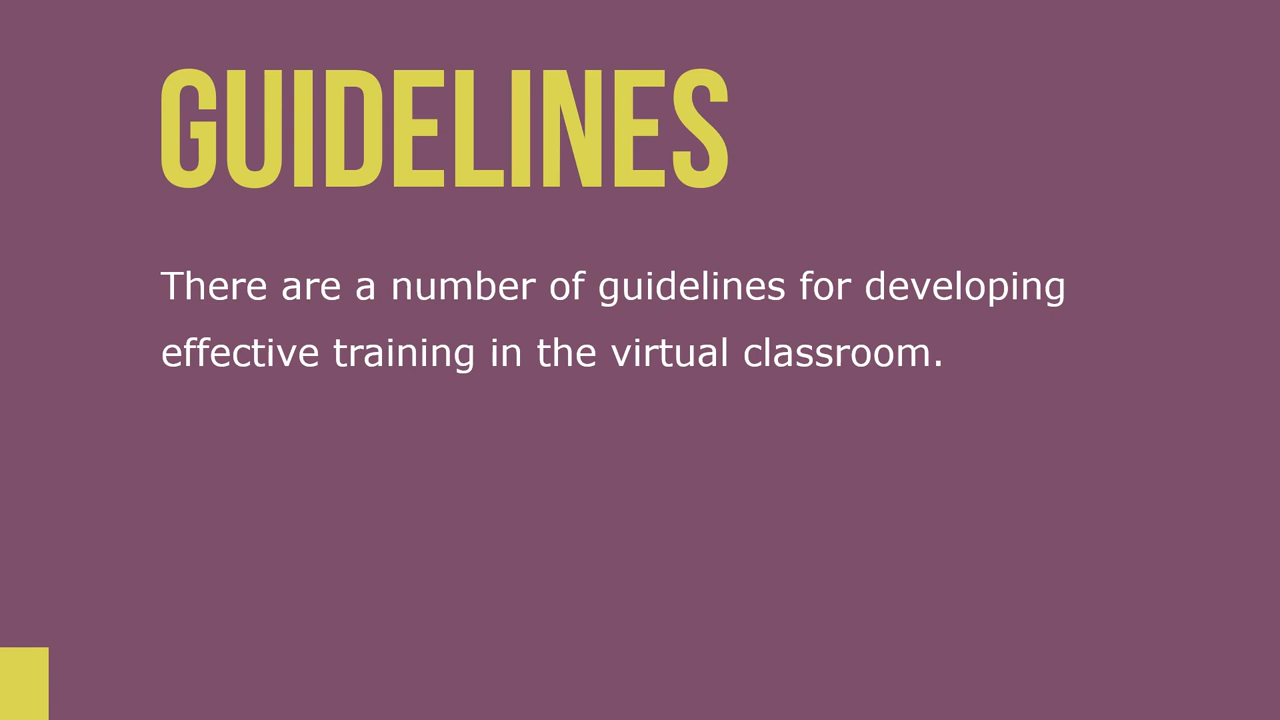 GUIDELINES
There are a number of guidelines for developing
effective training in the virtual classroom.